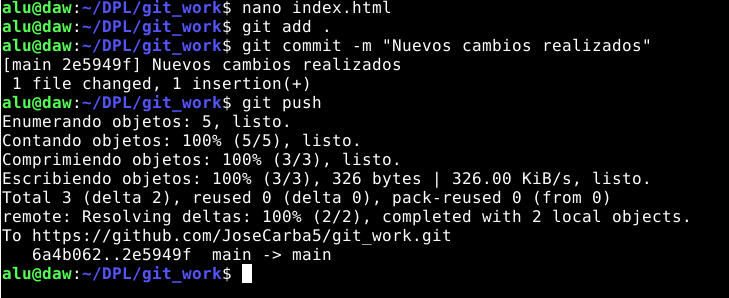 alu@daw:~/DPL/git_work$ nano index.html
alu@daw:~/DPL/git_work$ git add .
alu@daw:~/DPL/git_work$ git commit -m "Nuevos cambios realizados"
[main 2e5949f] Nuevos cambios realizados
 1 file changed, 1 insertion(+)
alu@daw:~/DPL/git_work$ git push
Enumerando objetos: 5, listo.
Contando objetos: 100% (5/5), listo.
Comprimiendo objetos: 100% (3/3), listo.
Escribiendo objetos: 100% (3/3), 326 bytes | 326.00 KiB/s, listo.
Total 3 (delta 2), reused 0 (delta 0), pack-reused 0 (from 0)
remote: Resolving deltas: 100% (2/2), completed with 2 local objects.
To https://github.com/JoseCarba5/git_work.git
   6a4b062..2e5949f  main -> main
alu@daw:~/DPL/git_work$